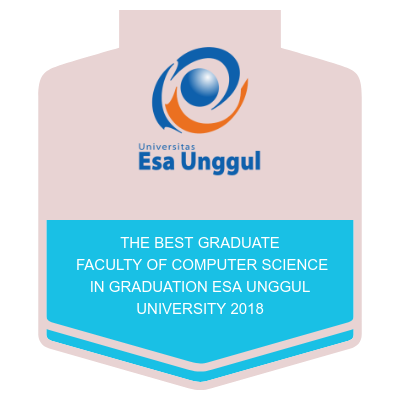 Universitas
Esa Unggul
THE BEST GRADUATE
FACULTY OF COMPUTER SCIENCE
IN GRADUATION ESA UNGGUL
UNIVERSITY 2018